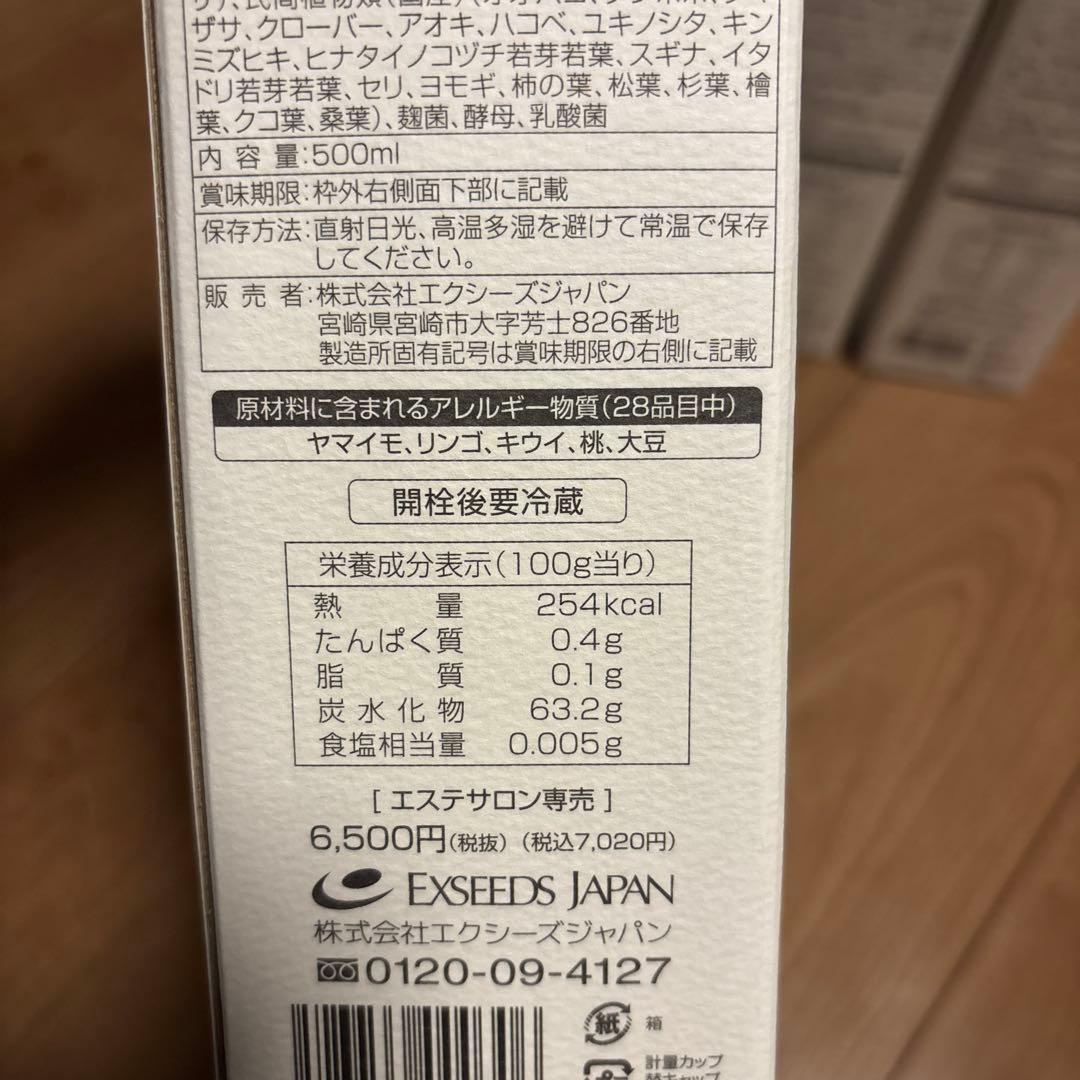 ザサ、クローバー、アオキ、ハコベ、ユキノシタ、キン
ミズヒキ、ヒナタイノコヅチ若芽若葉、スギナ、イタ
ドリ若芽若葉、セリ、ヨモギ、柿の葉、松葉、杉葉、檜
葉、クコ葉、桑葉)、麹菌、酵母、乳酸菌
内容量:500ml
賞味期限:枠外右側面下部に記載
保存方法:直射日光、高温多湿を避けて常温で保存
してください。
販売者:株式会社エクシーズジャパン
宮崎県宮崎市大字芳士826番地
製造所固有記号は賞味期限の右側に記載
原材料に含まれるアレルギー物質(28品目中)
ヤマイモ、リンゴ、キウイ、桃、大豆
開栓後要冷蔵
栄養成分表示(100g当り)
熱量 254kcal
たんぱく質 0.4g
脂質 0.1g
炭水化物 63.2g
食塩相当量 0.005g
[エステサロン専売]
6,500円(税抜)(税込7,020円)
EXSEEDS JAPAN
株式会社エクシーズジャパン
0120-09-4127
紙 箱
計量カップ